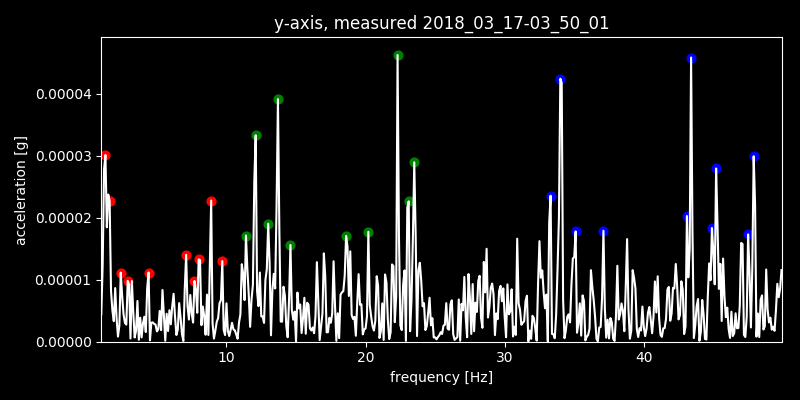 y-axis, measured 2018_03_17-03_50_01
acceleration [g]
0.00004
0.00003
0.00002
0.00001
0.00000
10 20 30 40
frequency [Hz]